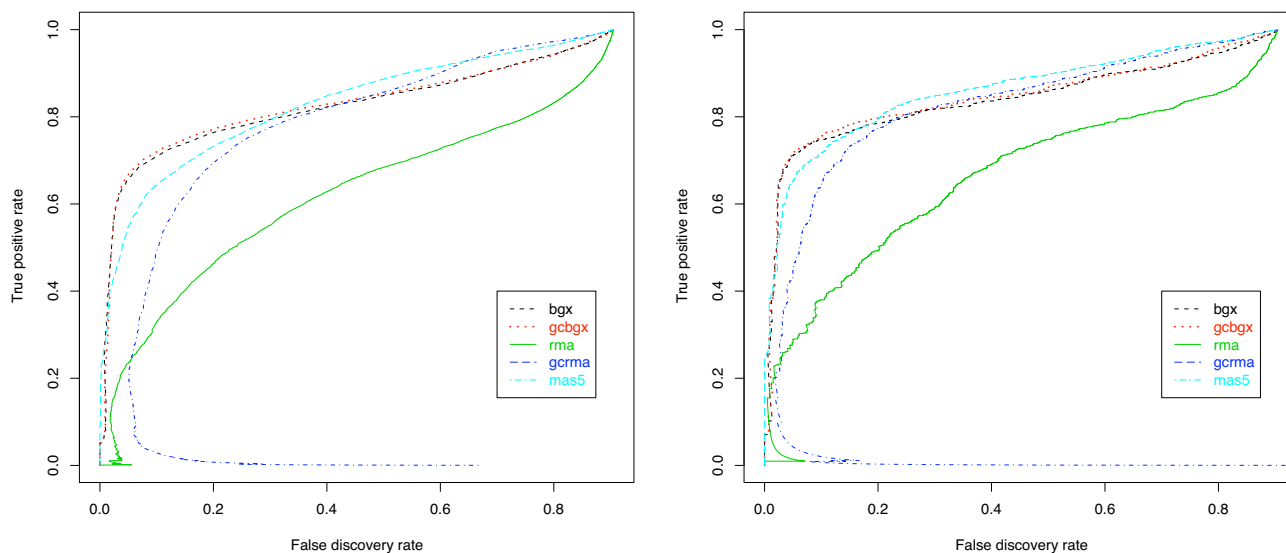 1.0
0.8
0.6
0.4
0.2
0.0
True positive rate
bgx
gcbgx
rma
gcrma
mas5
0.0 0.2 0.4 0.6 0.8
False discovery rate
1.0
0.8
0.6
0.4
0.2
0.0
True positive rate
bgx
gcbgx
rma
gcrma
mas5
0.0 0.2 0.4 0.6 0.8
False discovery rate